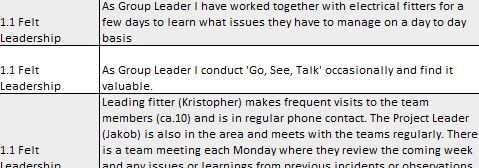 As Group Leader I have worked together with electrical fitters for a
1.1 Felt few days to learn what issues they have to manage on a day to day
Leadership basis
1.1 Felt As Group Leader I conduct 'Go, See, Talk' occasionally and find it
Leadership valuable.
Leading fitter (Kristopher) makes frequent visits to the team
members (ca.10) and is in regular phone contact. The Project Leader
(Jakob) is also in the area and meets with the teams regularly. There
1.1 Felt is a team meeting each Monday where they review the coming week
Leadership and any issues or learnings from previous incidents or observations